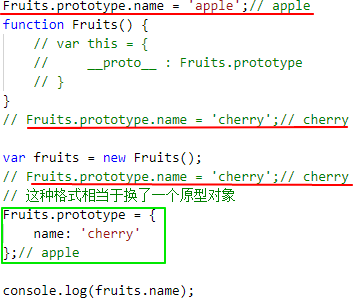 Fruits.prototype.name = 'apple';// apple
function Fruits() {
    // var this = {
    //     __proto__ : Fruits.prototype
    // }
}
// Fruits.prototype.name = 'cherry';// cherry
var fruits = new Fruits();
// Fruits.prototype.name = 'cherry';// cherry
// 这种格式相当于换了一个原型对象
Fruits.prototype = {
    name: 'cherry'
};// apple
console.log(fruits.name);